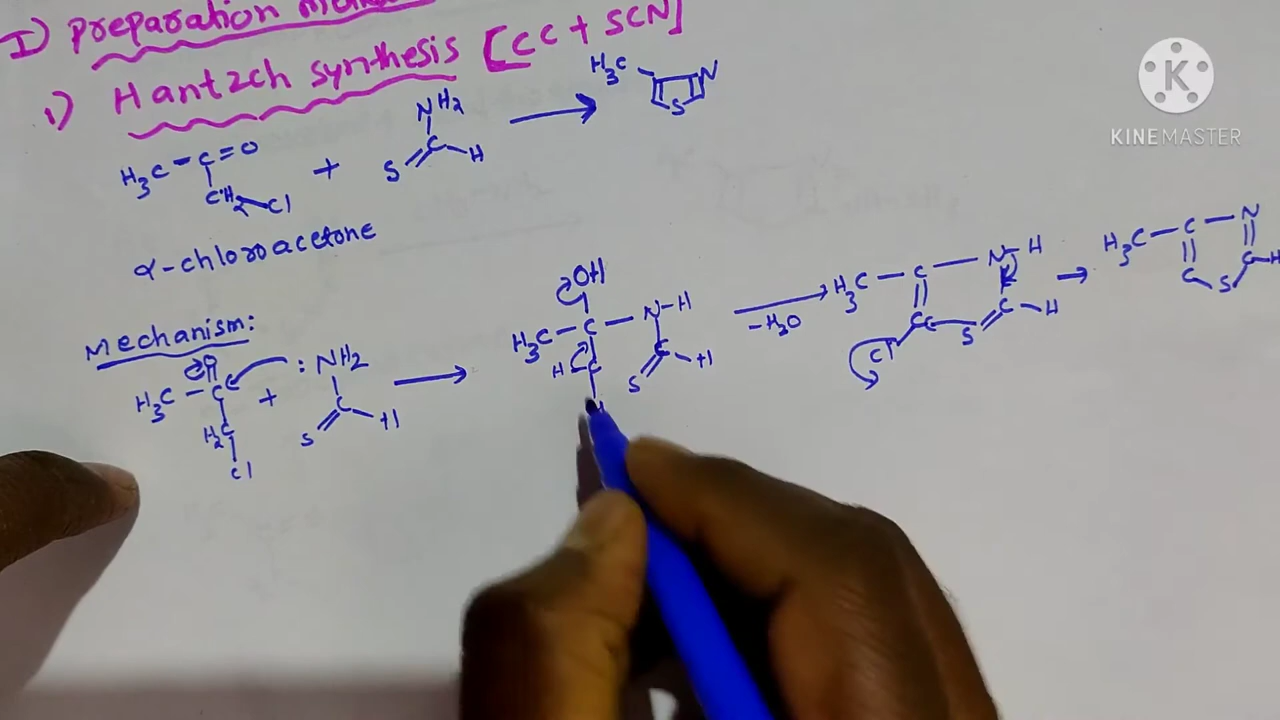 I) Preparation
1) Hantzch synthesis [CC + SCN]
H3C - C = O
CH2 Cl
+
NH2
S C H
H3C N S
α-chloroacetone
Mechanism:
H3C - C O
H2C
Cl
+
:NH2
S C H
OH
H3C - C - N - H
H C
S C H
-H2O
H3C - C - N - H
C S C H
Cl
H3C - C - N
C S C H
K
KINEMASTER